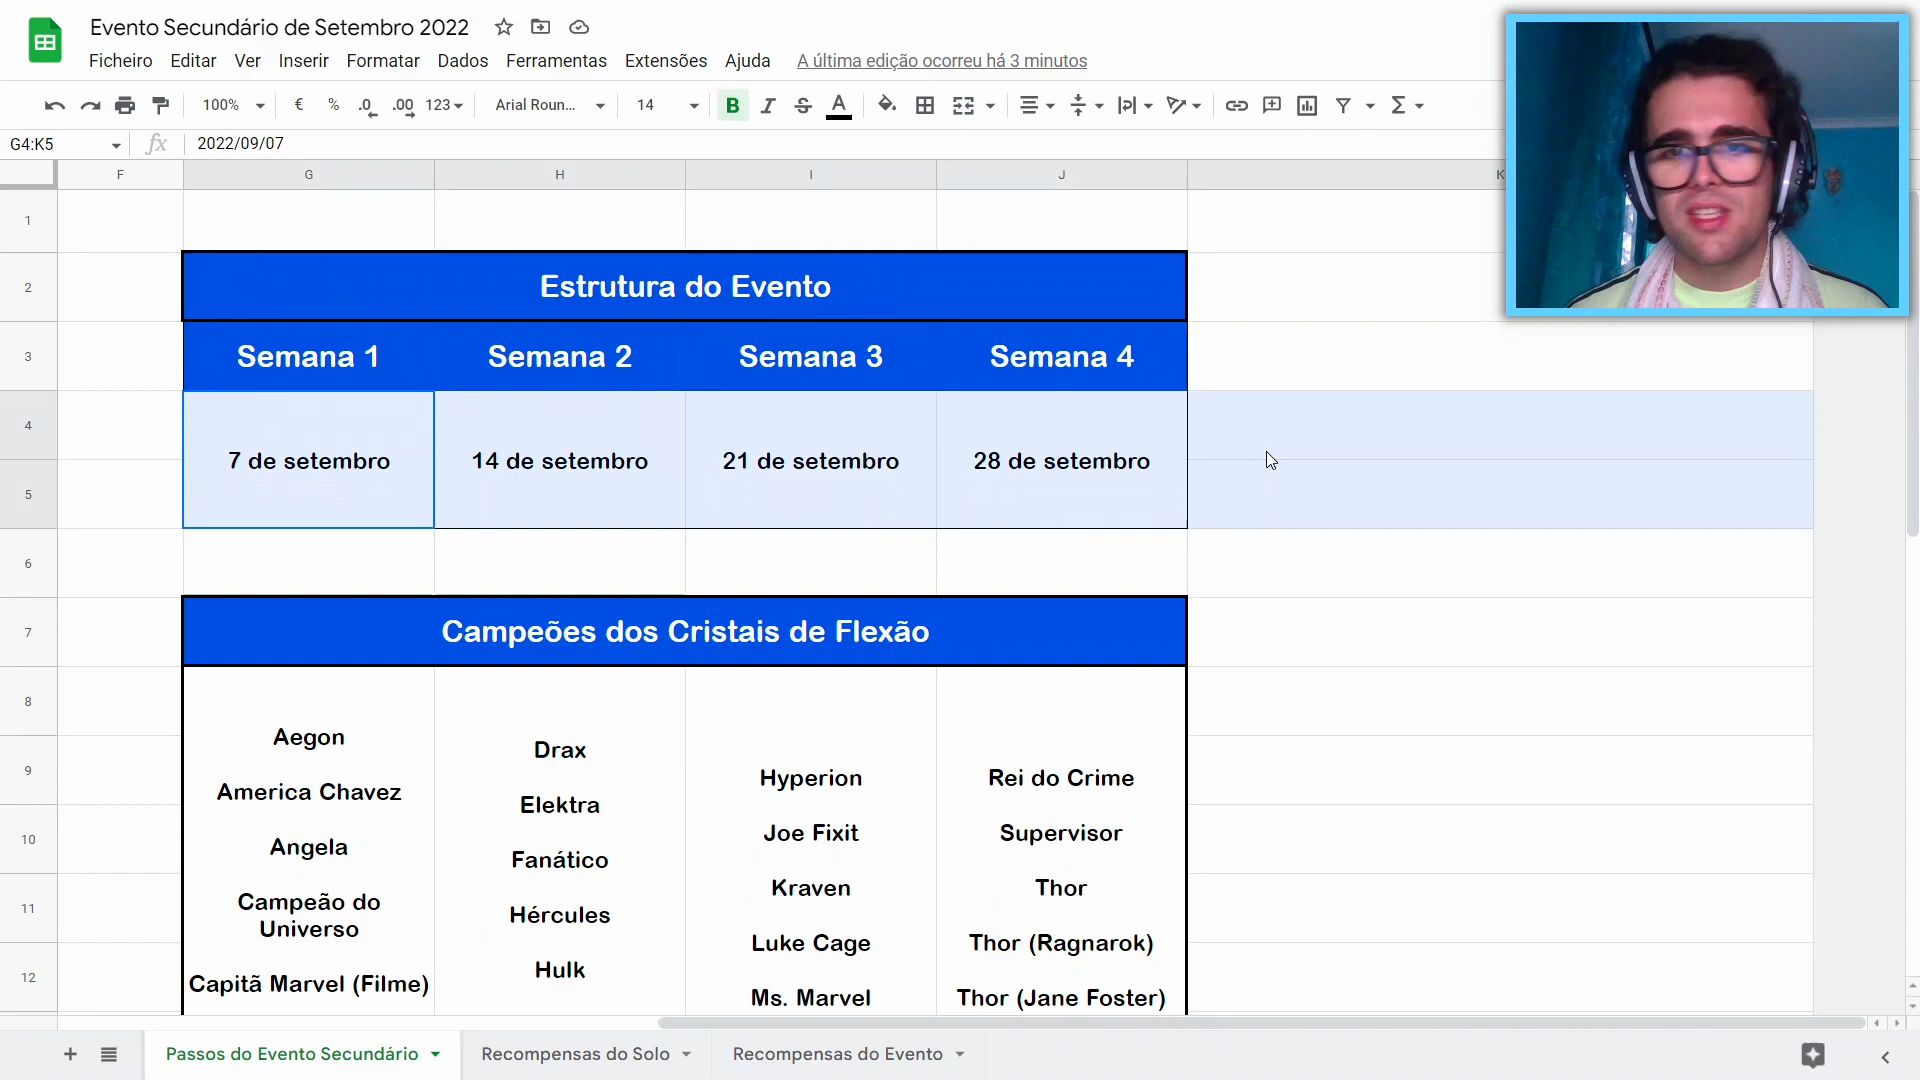 Evento Secundário de Setembro 2022
Ficheiro Editar Ver Inserir Formatar Dados Ferramentas Extensões Ajuda A última edição ocorreu há 3 minutos
100% € % .0 .00 123 Arial Roun... 14 B I S A
G4:K5 fx 2022/09/07
F G H I J K
1
2 Estrutura do Evento
3 Semana 1 Semana 2 Semana 3 Semana 4
4
7 de setembro 14 de setembro 21 de setembro 28 de setembro
5
6
7 Campeões dos Cristais de Flexão
8
Aegon
Drax
9
Hyperion Rei do Crime
America Chavez
Elektra
Joe Fixit Supervisor
10
Angela
Fanático
Kraven Thor
Campeão do
11
Hércules
Universo
Luke Cage Thor (Ragnarok)
Hulk
12
Capitã Marvel (Filme)
Ms. Marvel Thor (Jane Foster)
Passos do Evento Secundário Recompensas do Solo Recompensas do Evento